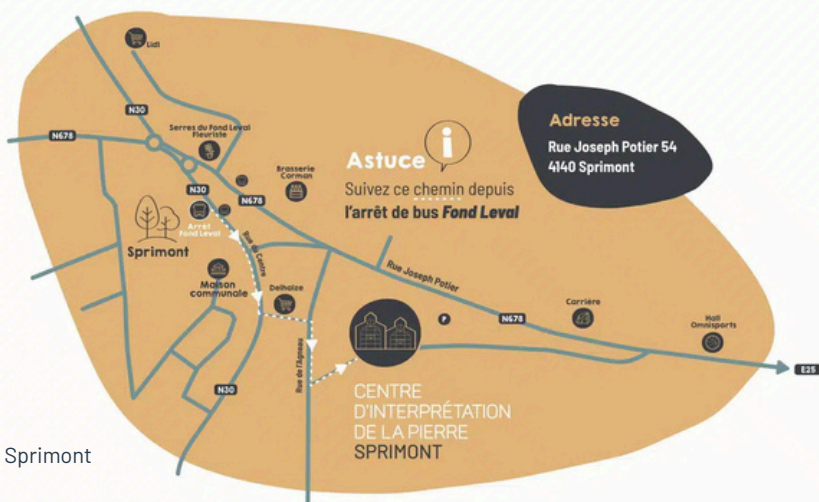 Lidl
N30
N678
Serres du Fond Leval
Fleuriste
Adresse
Rue Joseph Potier 54
4140 Sprimont
Astuce
i
Suivez ce chemin depuis
l'arrêt de bus Fond Leval
Brasserie
Corman
N30
N678
Arrêt
Fond Leval
Sprimont
Rue du Centre
Maison
communale
Delhaize
Rue Joseph Potier
P
N678
Carrière
Hall
Omnisports
E25
Rue de l'Agneau
N30
CENTRE
D'INTERPRÉTATION
DE LA PIERRE
SPRIMONT
Sprimont